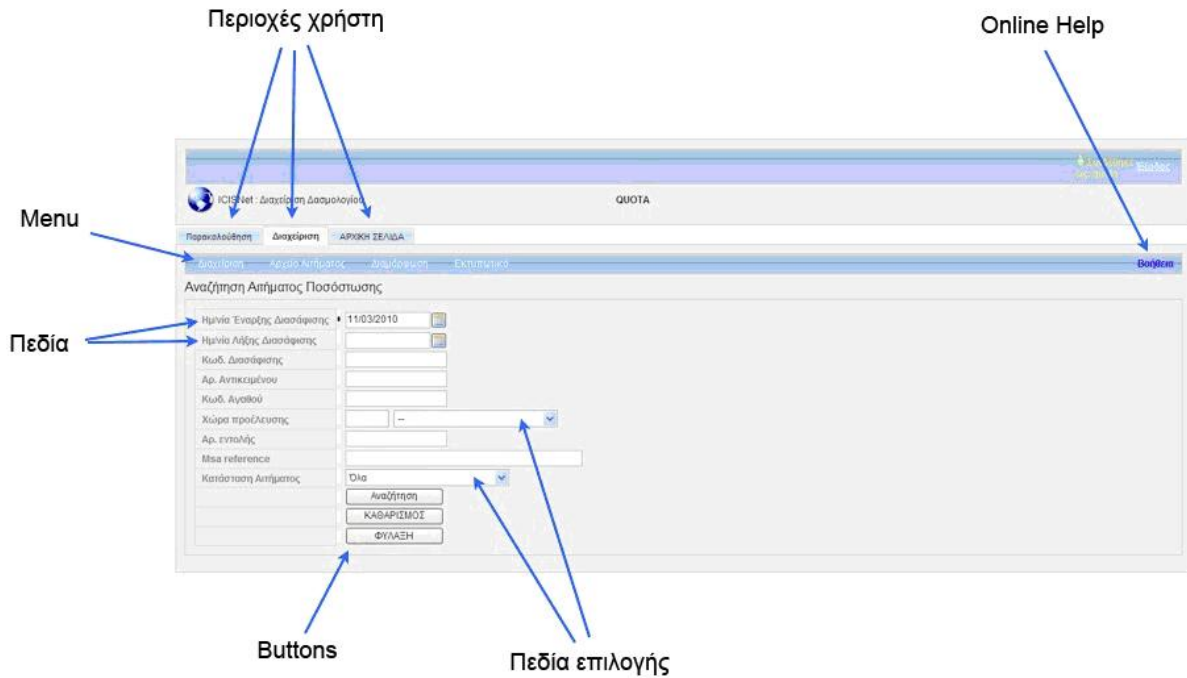 Περιοχές χρήστη
Online Help
Έξοδος
ICISNet : Διαχείριση Δασμολογίου
QUOTA
Menu
Παρακολούθηση Διαχείριση ΑΡΧΙΚΗ ΣΕΛΙΔΑ
Διαχείριση Αρχείο Αιτήματος Διαμόρφωση Εκτυπωτικό Βοήθεια
Αναζήτηση Αιτήματος Ποσόστωσης
Πεδία
Ημ/νία Έναρξης Διασάφισης 11/03/2010
Ημ/νία Λήξης Διασάφισης
Κωδ. Διασάφισης
Αρ. Αντικειμένου
Κωδ. Αγαθού
Χώρα προέλευσης --
Αρ. εντολής
Msa reference
Κατάσταση Αιτήματος Όλα
Αναζήτηση
ΚΑΘΑΡΙΣΜΟΣ
ΦΥΛΑΞΗ
Buttons
Πεδία επιλογής